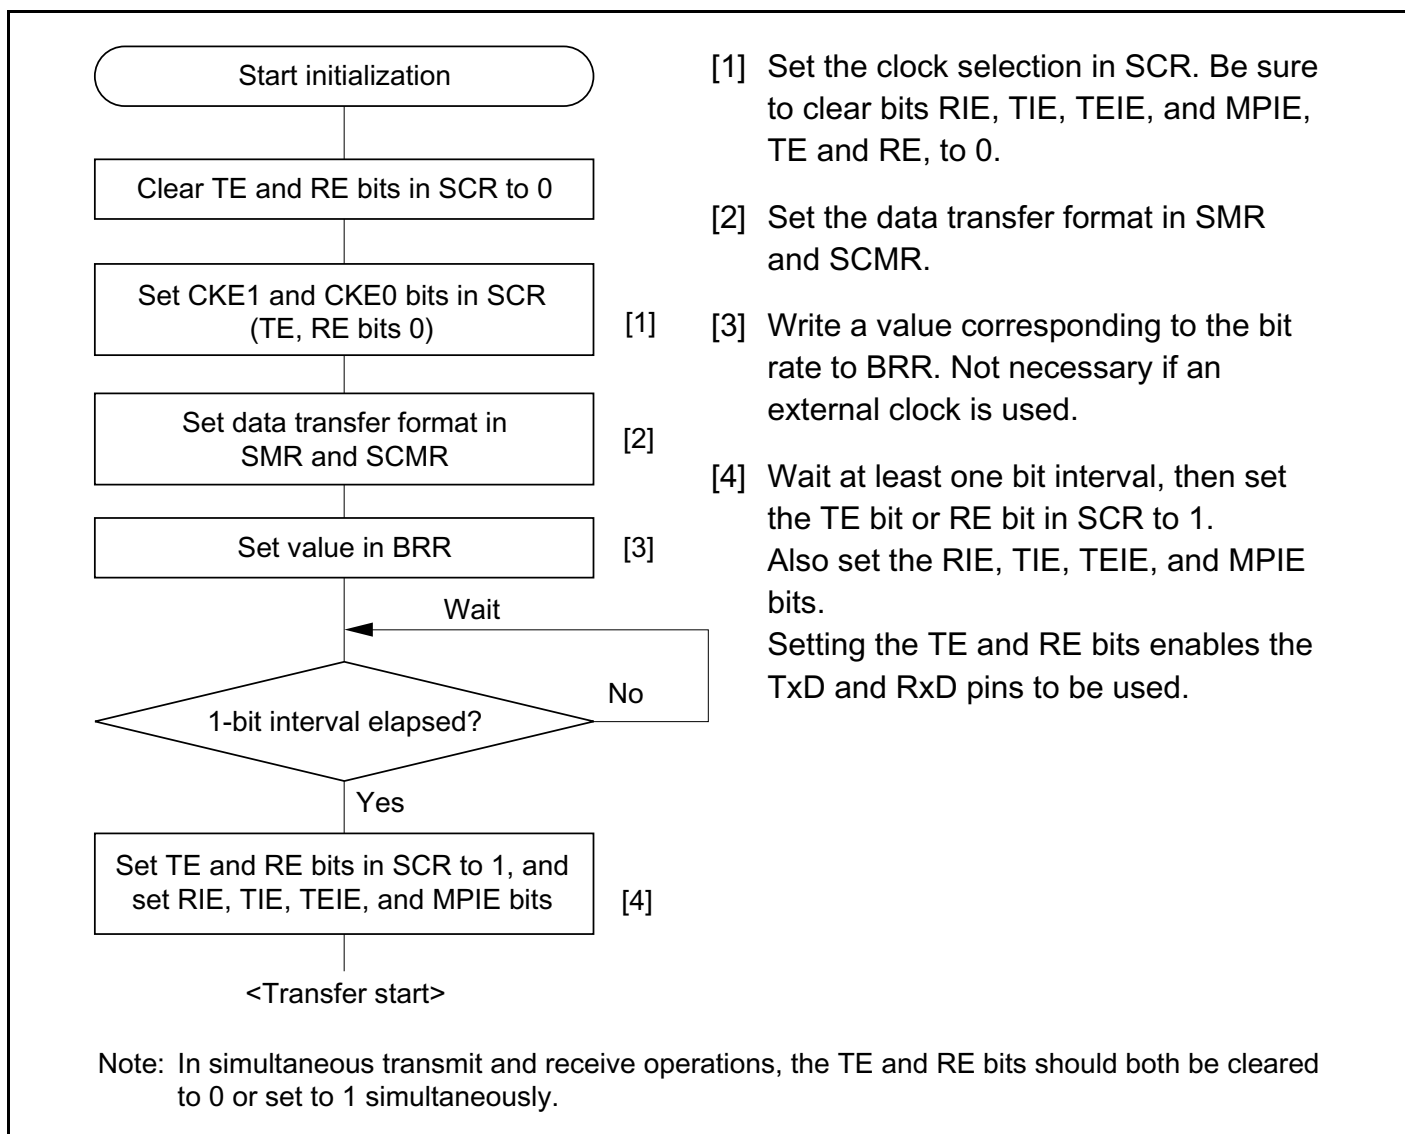 Start initialization
Clear TE and RE bits in SCR to 0
Set CKE1 and CKE0 bits in SCR
(TE, RE bits 0)
[1]
Set data transfer format in
SMR and SCMR
[2]
Set value in BRR
[3]
Wait
1-bit interval elapsed?
No
Yes
Set TE and RE bits in SCR to 1, and
set RIE, TIE, TEIE, and MPIE bits
[4]
<Transfer start>
[1] Set the clock selection in SCR. Be sure
to clear bits RIE, TIE, TEIE, and MPIE,
TE and RE, to 0.
[2] Set the data transfer format in SMR
and SCMR.
[3] Write a value corresponding to the bit
rate to BRR. Not necessary if an
external clock is used.
[4] Wait at least one bit interval, then set
the TE bit or RE bit in SCR to 1.
Also set the RIE, TIE, TEIE, and MPIE
bits.
Setting the TE and RE bits enables the
TxD and RxD pins to be used.
Note: In simultaneous transmit and receive operations, the TE and RE bits should both be cleared
to 0 or set to 1 simultaneously.